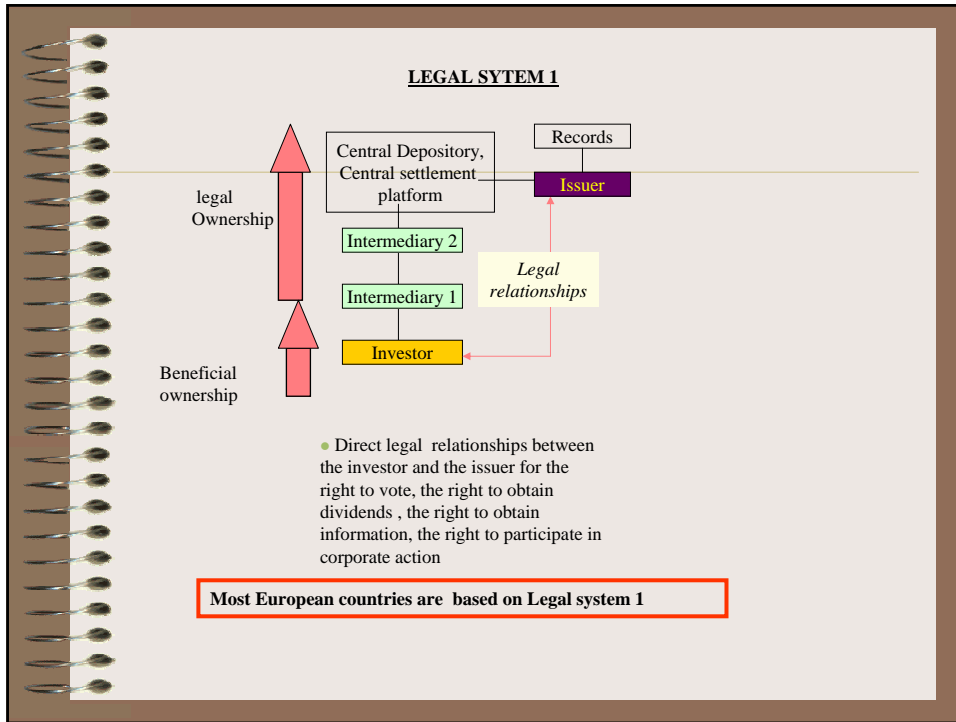 LEGAL SYTEM 1
Records
Central Depository,
Central settlement
platform
Issuer
legal
Ownership
Intermediary 2
Legal
relationships
Intermediary 1
Investor
Beneficial
ownership
Direct legal relationships between
the investor and the issuer for the
right to vote, the right to obtain
dividends , the right to obtain
information, the right to participate in
corporate action
Most European countries are based on Legal system 1